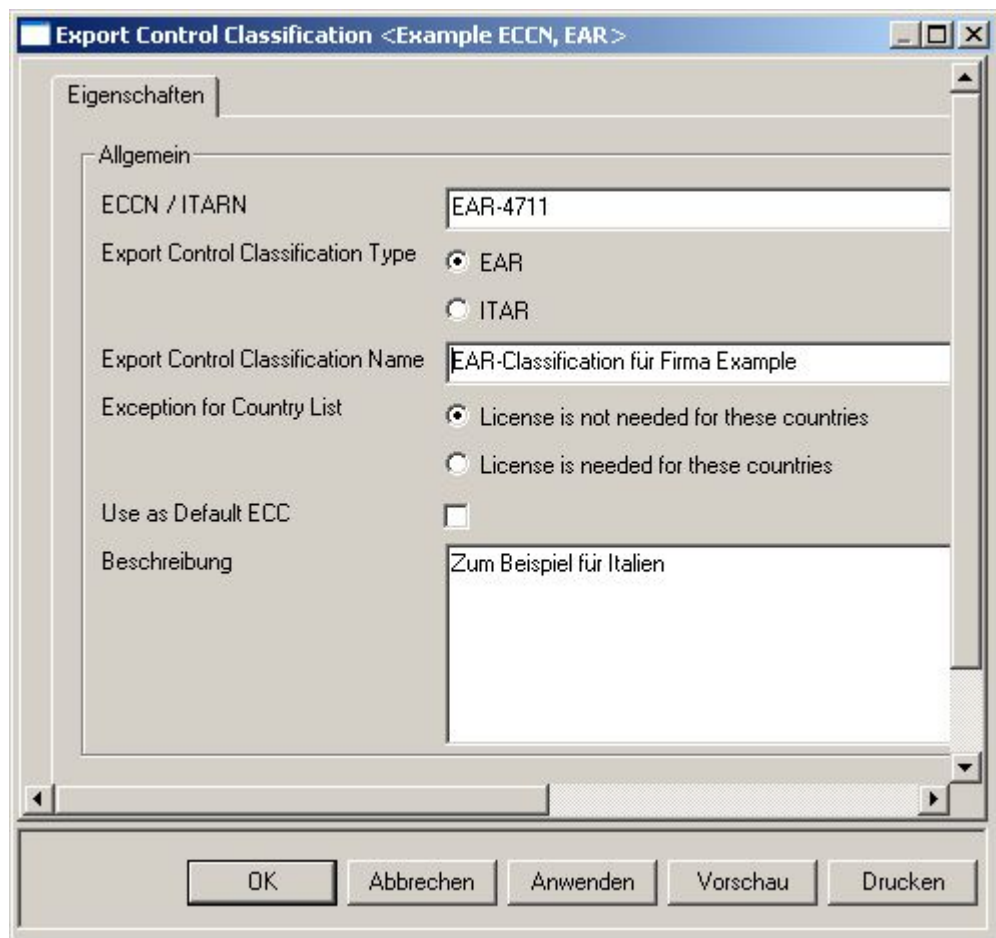 Export Control Classification <Example ECCN, EAR>
Eigenschaften
Allgemein
ECCN / ITARN EAR-4711
Export Control Classification Type EAR
ITAR
Export Control Classification Name EAR-Classification für Firma Example
Exception for Country List License is not needed for these countries
License is needed for these countries
Use as Default ECC
Beschreibung Zum Beispiel für Italien
OK Abbrechen Anwenden Vorschau Drucken